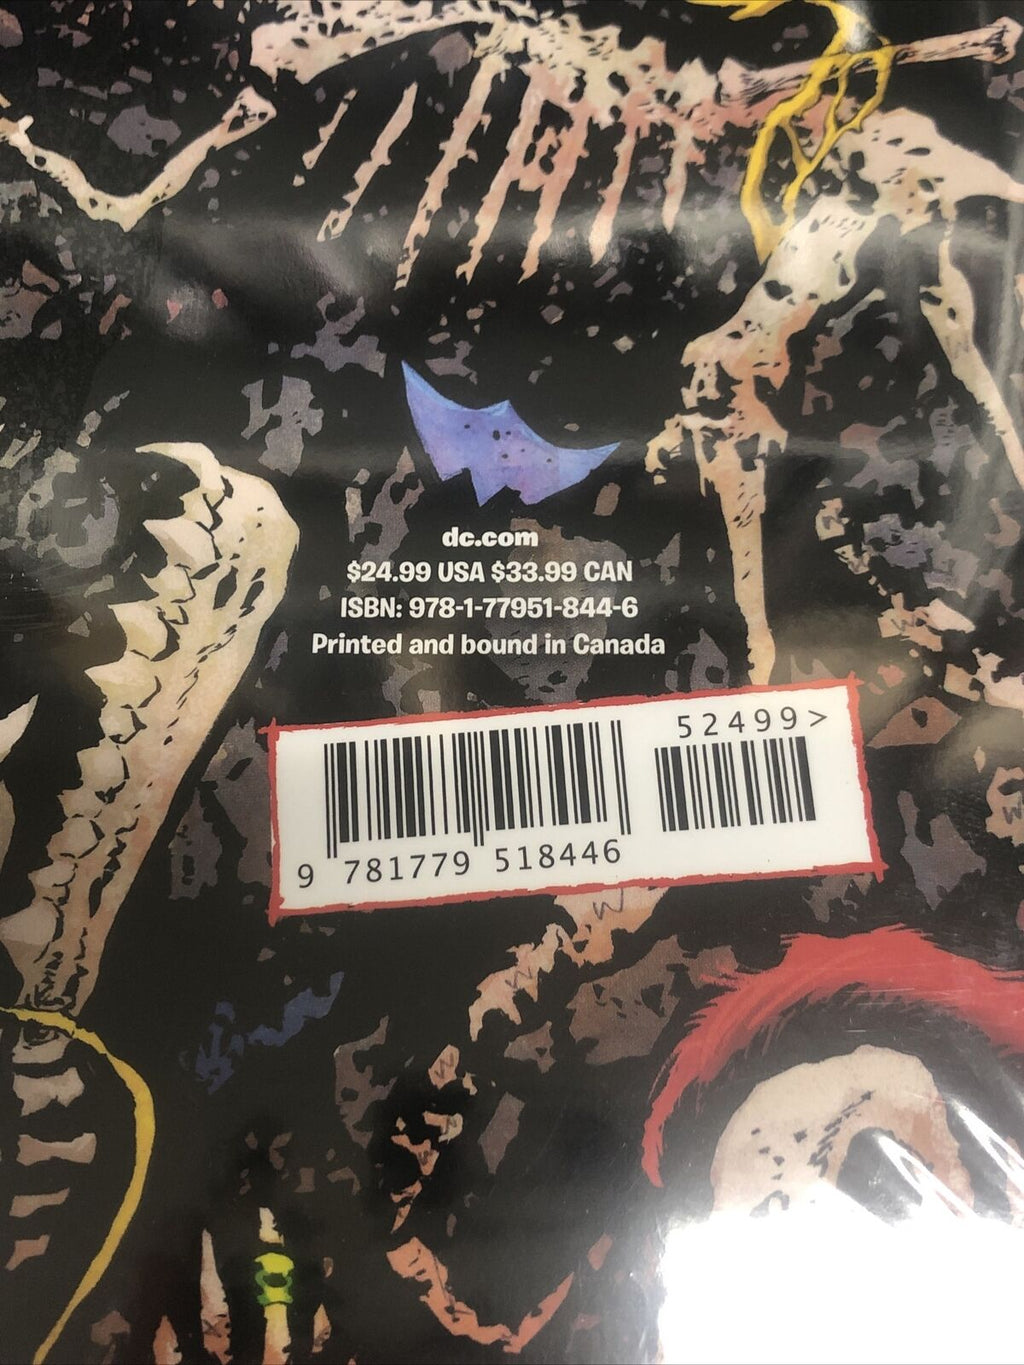 dc.com
$24.99 USA $33.99 CAN
ISBN: 978-1-77951-844-6
Printed and bound in Canada
52499>
9 781779 518446